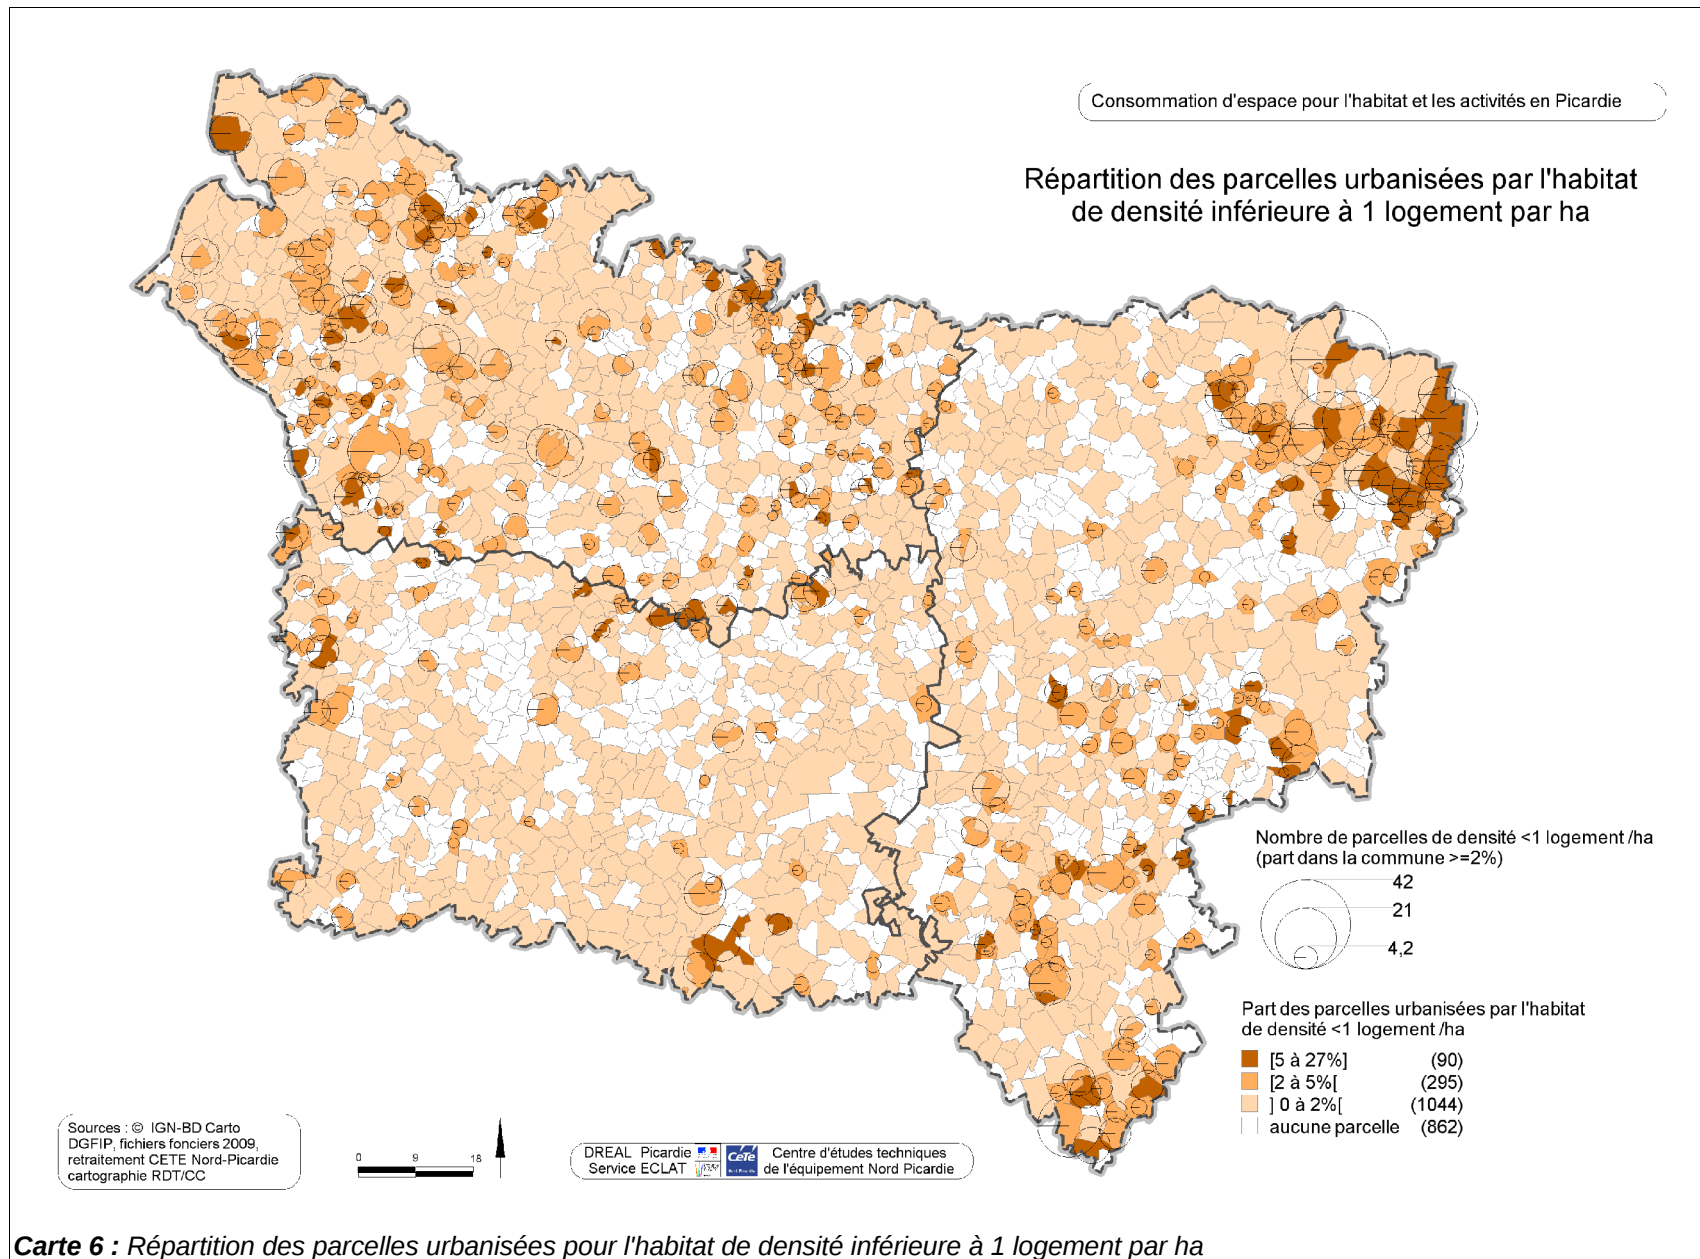 Consommation d'espace pour l'habitat et les activités en Picardie
Répartition des parcelles urbanisées par l'habitat
de densité inférieure à 1 logement par ha
Nombre de parcelles de densité <1 logement /ha
(part dans la commune >=2%)
42
21
4,2
Part des parcelles urbanisées par l'habitat
de densité <1 logement /ha
[5 à 27%] (90)
[2 à 5%[ (295)
] 0 à 2%[ (1044)
aucune parcelle (862)
Sources : © IGN-BD Carto
DGFIP, fichiers fonciers 2009,
retraitement CETE Nord-Picardie
cartographie RDT/CC
0 9 18
DREAL Picardie
Service ECLAT
CeTe
Nord Picardie
Centre d'études techniques
de l'équipement Nord Picardie
Carte 6 : Répartition des parcelles urbanisées pour l'habitat de densité inférieure à 1 logement par ha